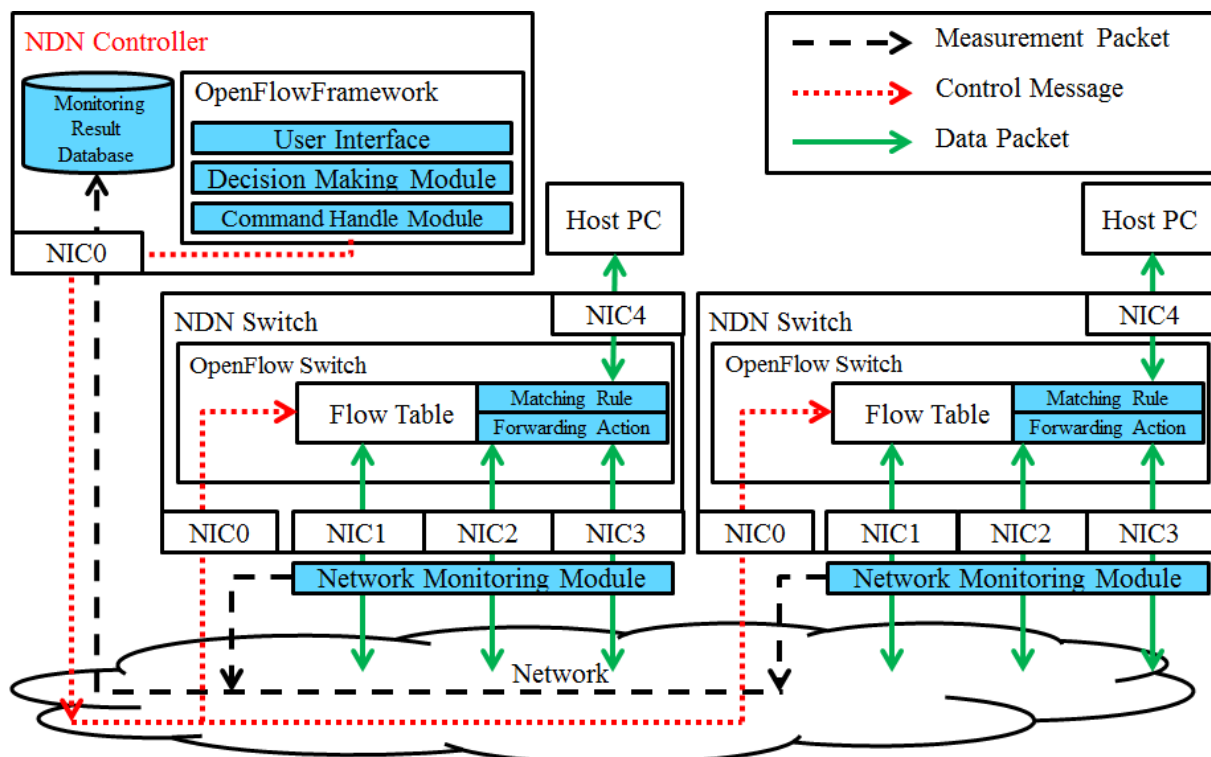 NDN Controller
Monitoring
Result
Database
OpenFlowFramework
User Interface
Decision Making Module
Command Handle Module
NIC0
Measurement Packet
Control Message
Data Packet
Host PC
Host PC
NDN Switch
NIC4
OpenFlow Switch
Flow Table
Matching Rule
Forwarding Action
NIC0
NIC1
NIC2
NIC3
Network Monitoring Module
NDN Switch
NIC4
OpenFlow Switch
Flow Table
Matching Rule
Forwarding Action
NIC0
NIC1
NIC2
NIC3
Network Monitoring Module
Network